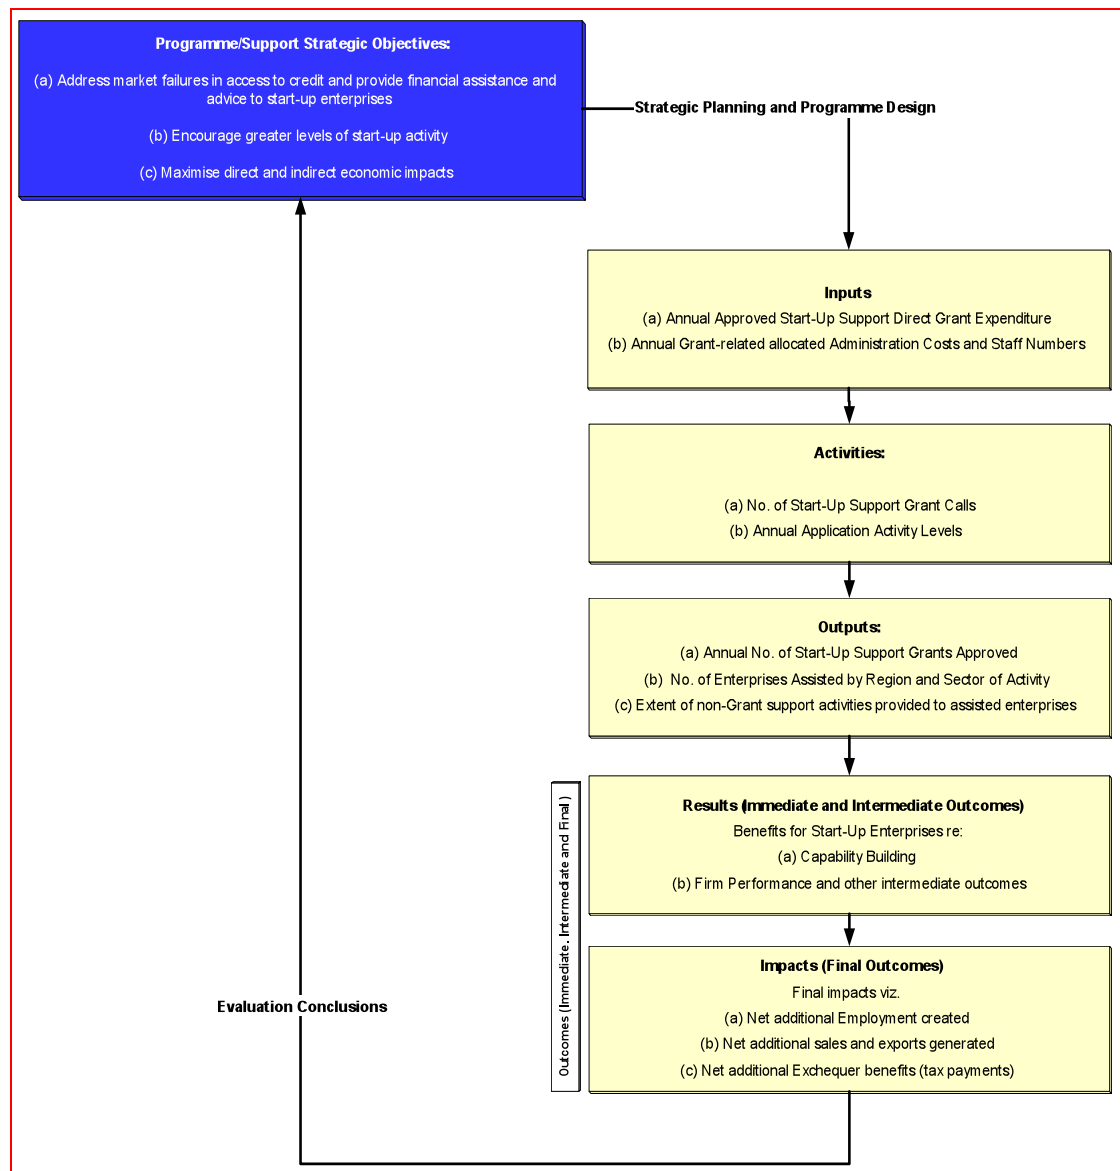 Programme/Support Strategic Objectives:
(a) Address market failures in access to credit and provide financial assistance and
advice to start-up enterprises
(b) Encourage greater levels of start-up activity
(c) Maximise direct and indirect economic impacts
Strategic Planning and Programme Design
Inputs
(a) Annual Approved Start-Up Support Direct Grant Expenditure
(b) Annual Grant-related allocated Administration Costs and Staff Numbers
Activities:
(a) No. of Start-Up Support Grant Calls
(b) Annual Application Activity Levels
Outputs:
(a) Annual No. of Start-Up Support Grants Approved
(b) No. of Enterprises Assisted by Region and Sector of Activity
(c) Extent of non-Grant support activities provided to assisted enterprises
Outcomes (Immediate. Intermediate and Final )
Results (Immediate and Intermediate Outcomes)
Benefits for Start-Up Enterprises re:
(a) Capability Building
(b) Firm Performance and other intermediate outcomes
Impacts (Final Outcomes)
Final impacts viz.
(a) Net additional Employment created
(b) Net additional sales and exports generated
(c) Net additional Exchequer benefits (tax payments)
Evaluation Conclusions